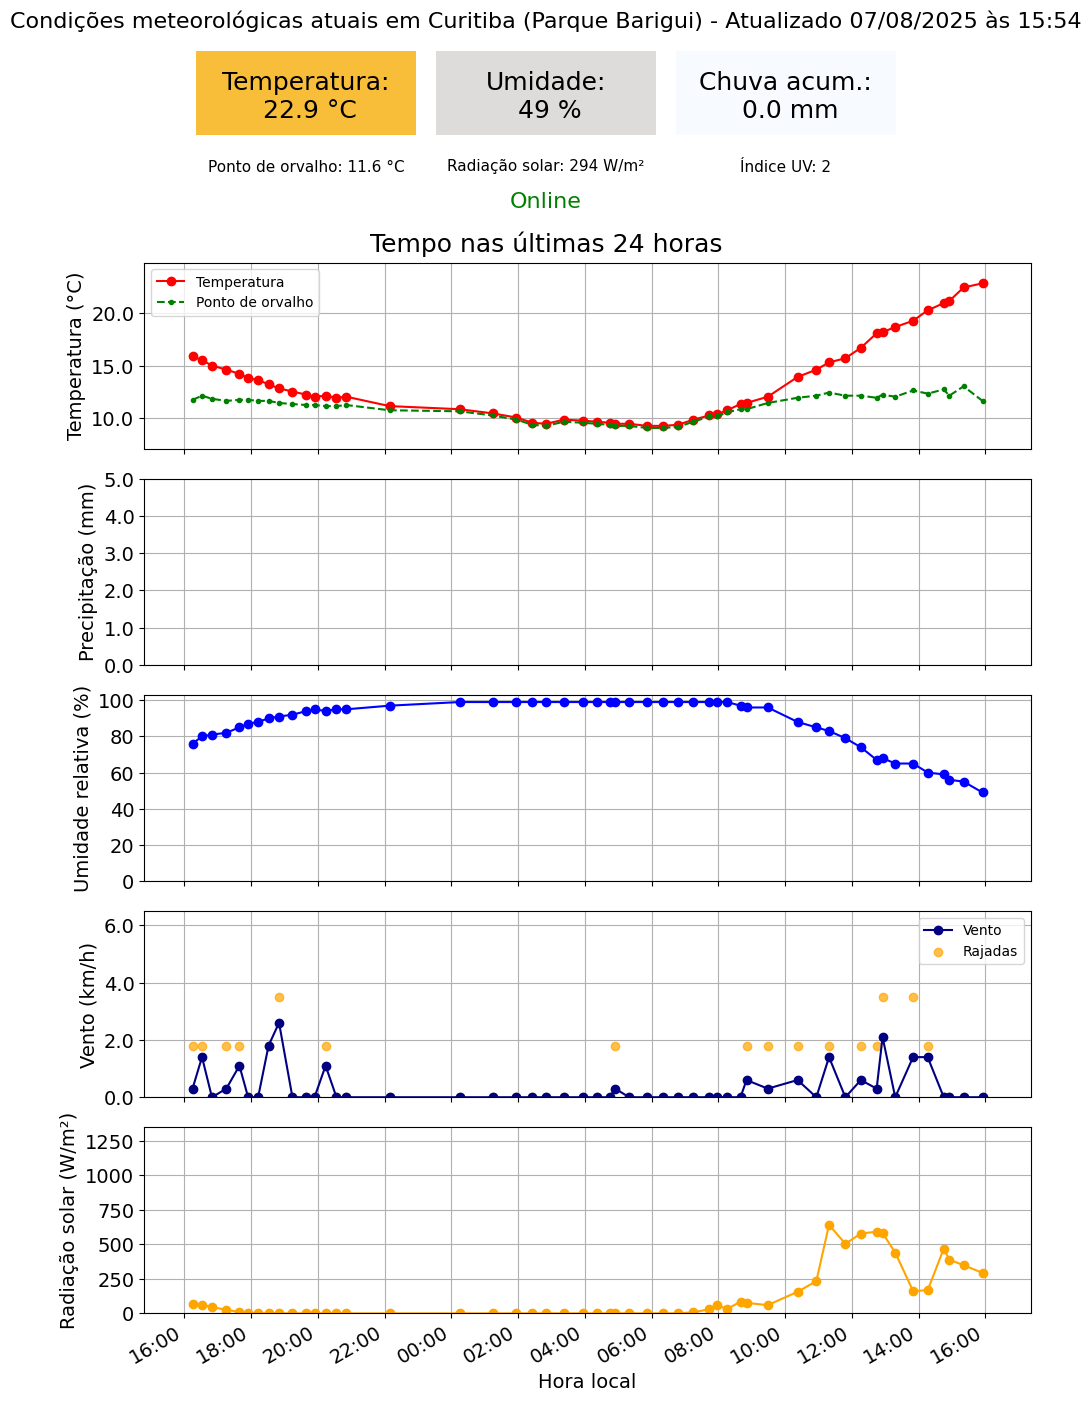 Condições meteorológicas atuais em Curitiba (Parque Barigui) - Atualizado 07/08/2025 às 15:54
Temperatura:
22.9 °C
Umidade:
49 %
Chuva acum.:
0.0 mm
Ponto de orvalho: 11.6 °C
Radiação solar: 294 W/m²
Índice UV: 2
Online
Tempo nas últimas 24 horas
Temperatura (°C)
20.0
15.0
10.0
Temperatura
Ponto de orvalho
Precipitação (mm)
5.0
4.0
3.0
2.0
1.0
0.0
Umidade relativa (%)
100
80
60
40
20
0
Vento (km/h)
6.0
4.0
2.0
0.0
Vento
Rajadas
Radiação solar (W/m²)
1250
1000
750
500
250
0
16:00
18:00
20:00
22:00
00:00
02:00
04:00
06:00
08:00
10:00
12:00
14:00
16:00
Hora local